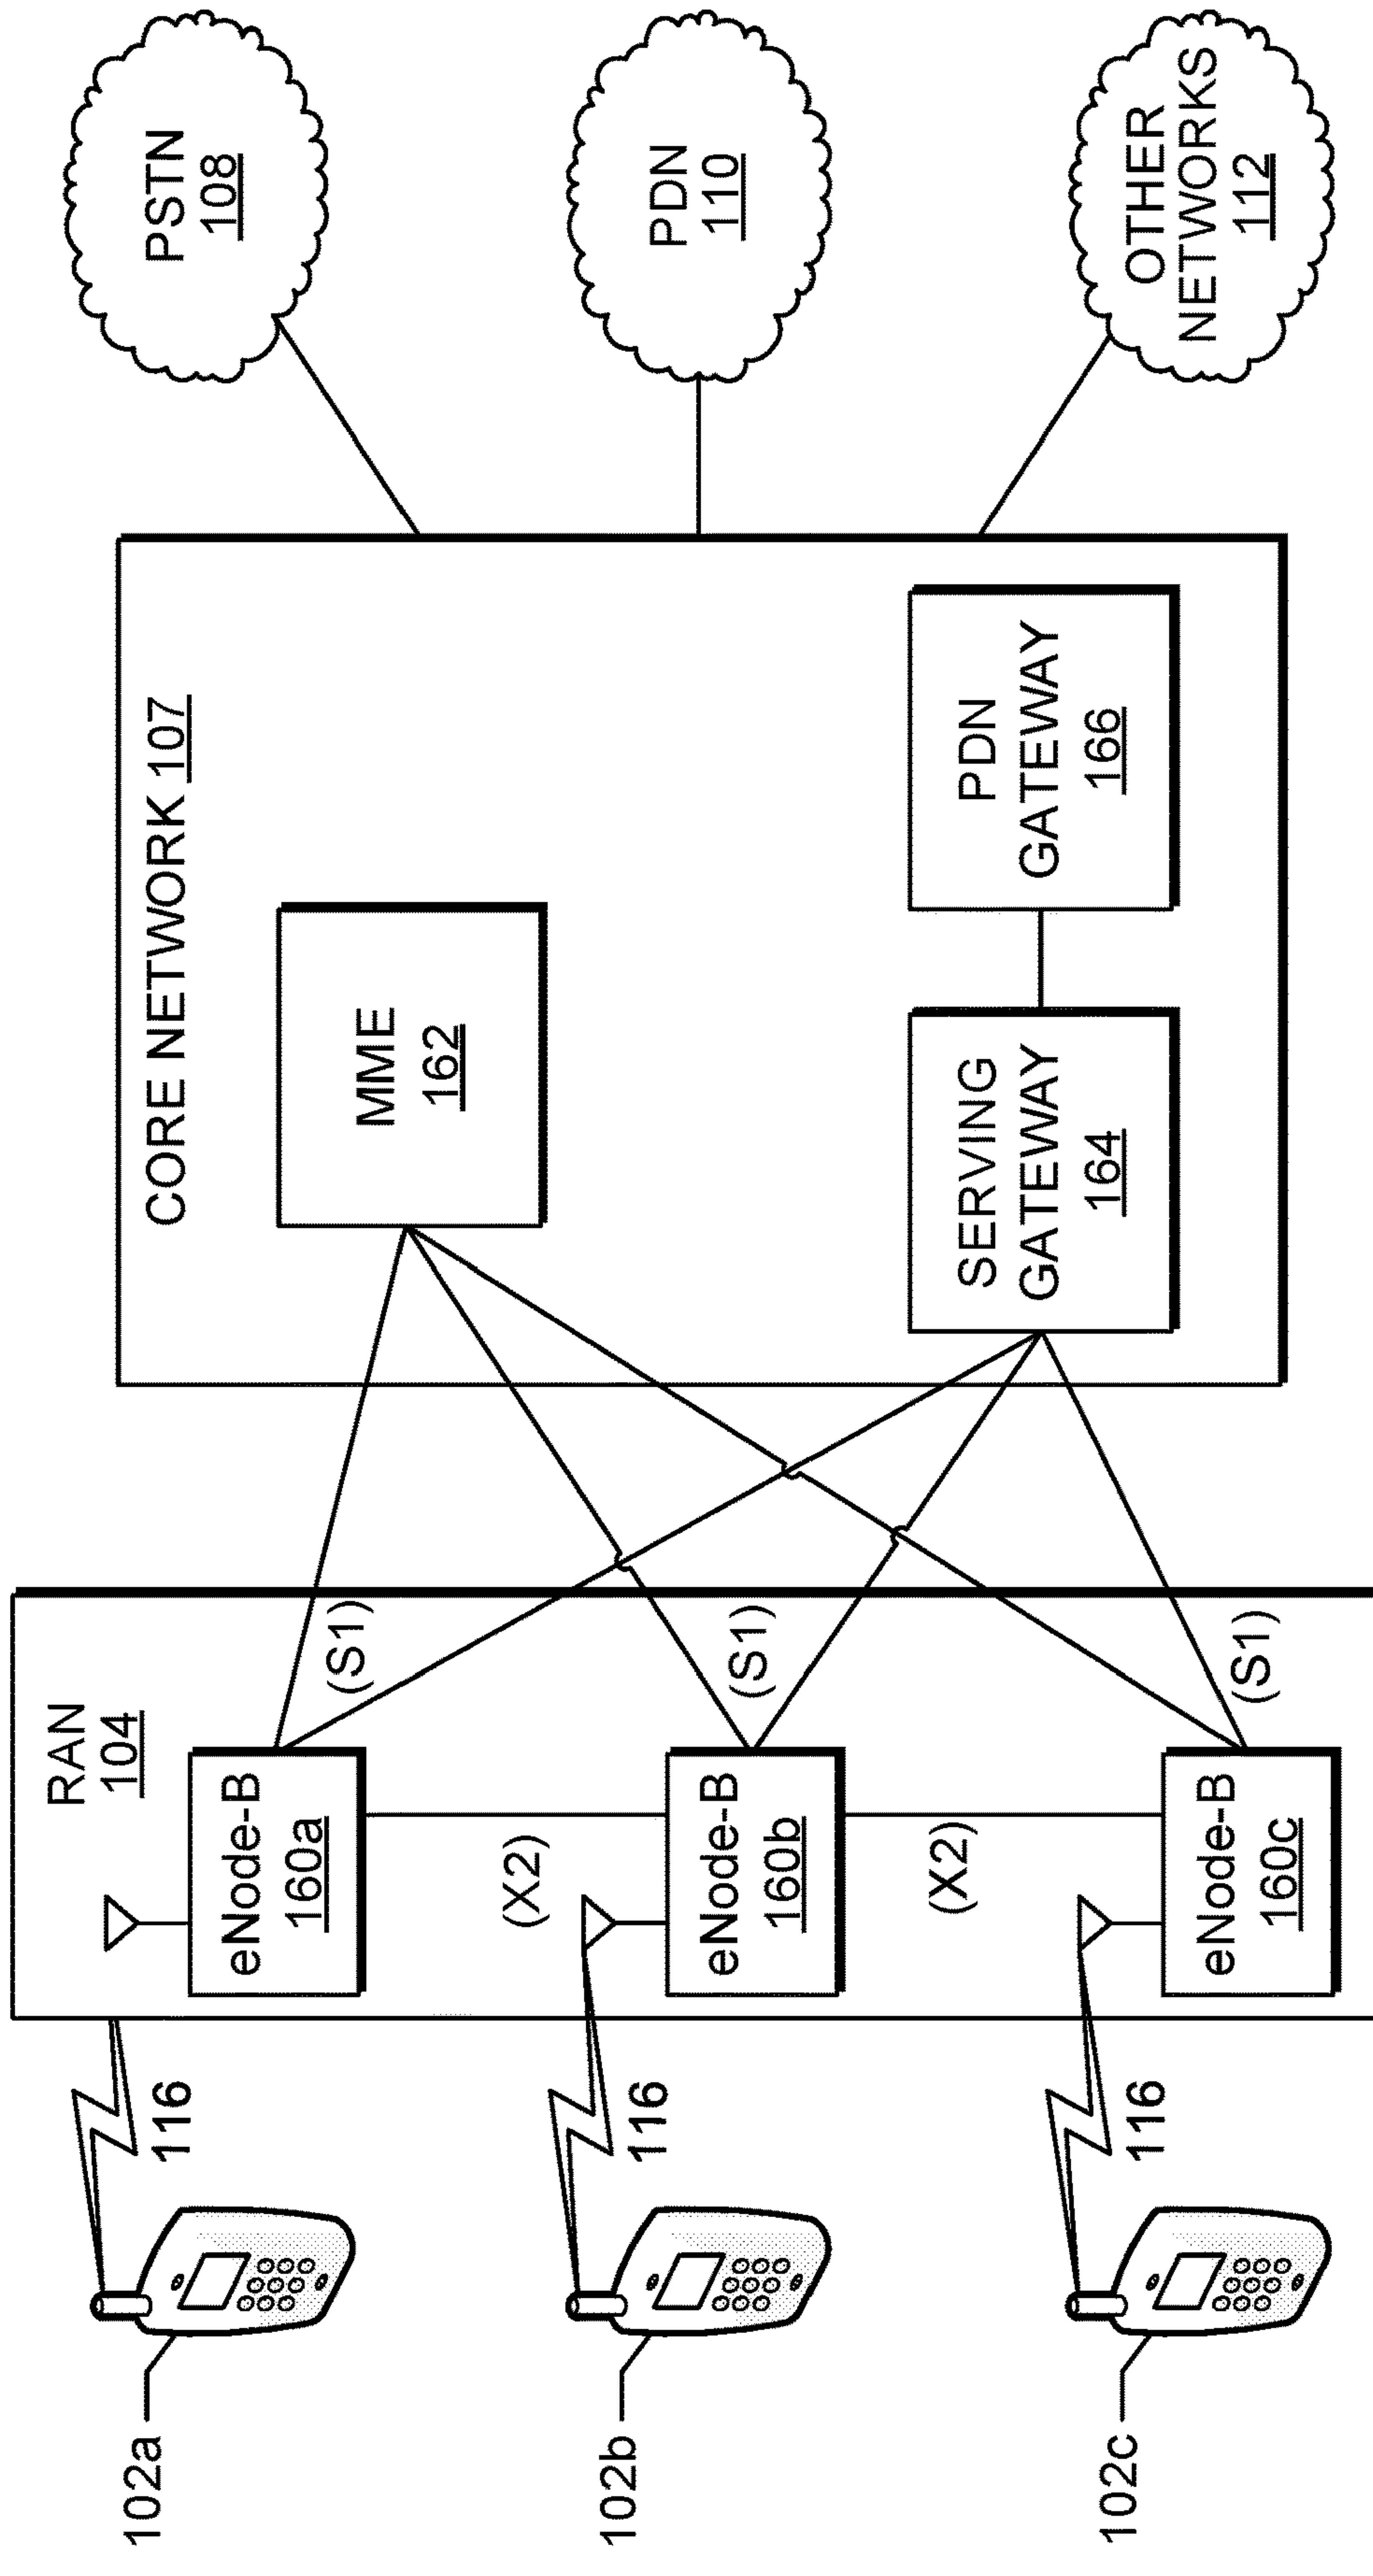 102a
116
RAN
104
eNode-B
160a
(S1)
(X2)
102b
116
eNode-B
160b
(S1)
(X2)
102c
116
eNode-B
160c
(S1)
CORE NETWORK 107
MME
162
SERVING
GATEWAY
164
PDN
GATEWAY
166
PSTN
108
PDN
110
OTHER
NETWORKS
112